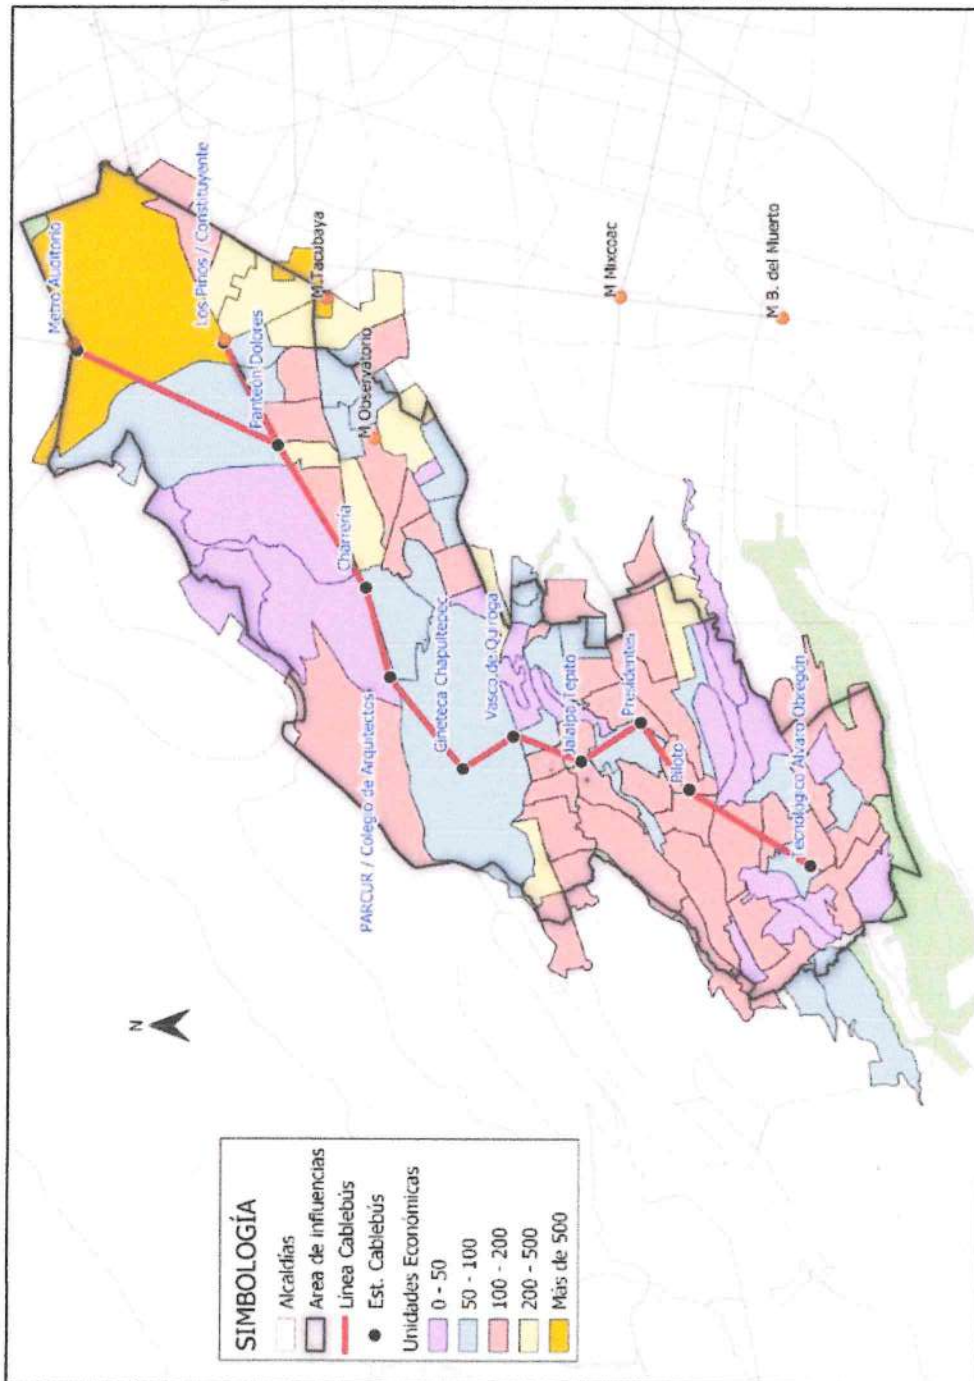 Metro Auditorio
Los Pinos / Constituyente
Panteón Dolores
M. Tacubaya
M Observatorio
Charrería
PARCUR / Colegio de Arquitectos
Cineteca Chapultepec
Vasco de Quiroga
M Mixcoac
Jalalpa Tepito
Presidentes
M B. del Muerto
Piloto
Tecnológico Álvaro Obregón
N
SIMBOLOGÍA
Alcaldías
Area de influencias
Línea Cablebús
Est. Cablebús
Unidades Económicas
0 - 50
50 - 100
100 - 200
200 - 500
Más de 500